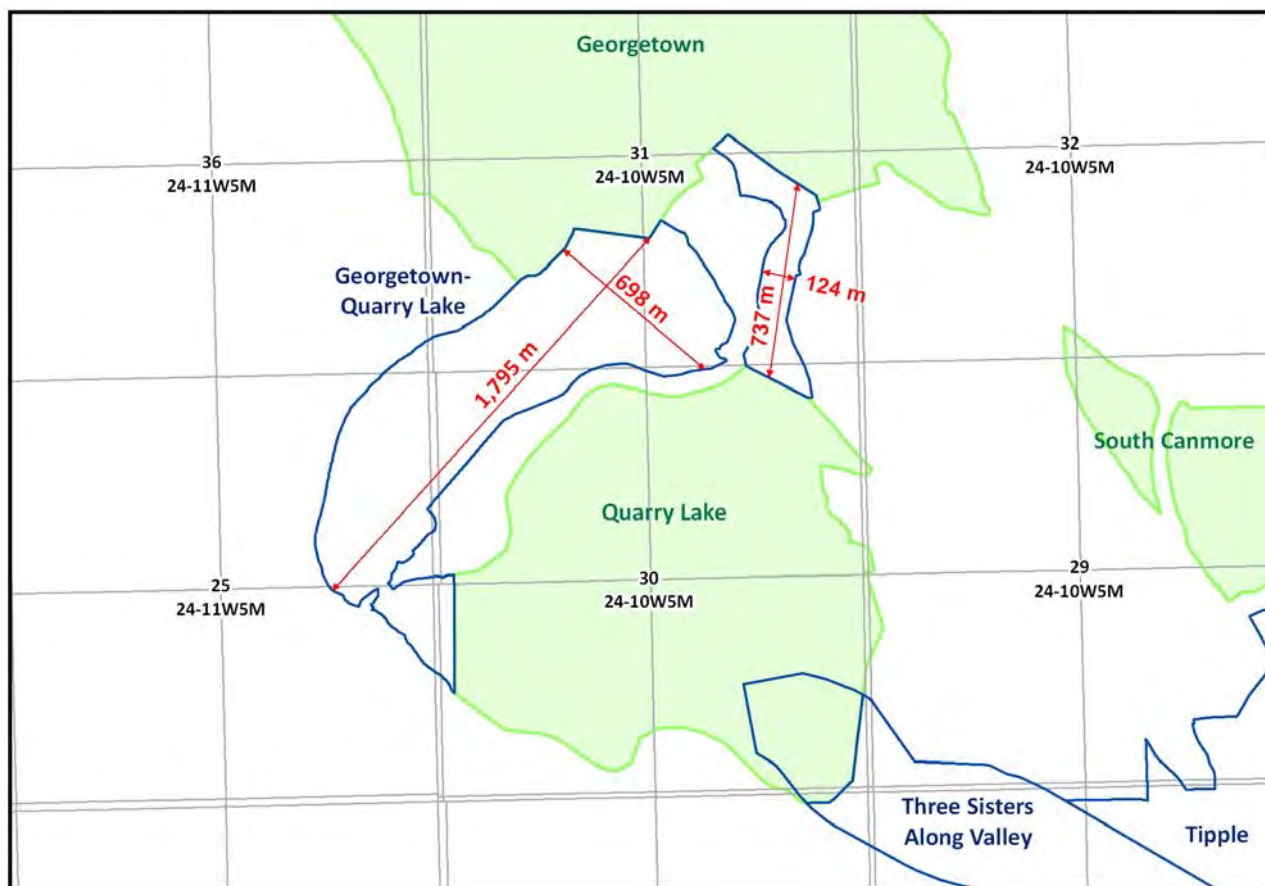 Georgetown
36
24-11W5M
31
24-10W5M
32
24-10W5M
Georgetown-
Quarry Lake
698 m
737 m
124 m
1,795 m
South Canmore
Quarry Lake
25
24-11W5M
30
24-10W5M
29
24-10W5M
Three Sisters
Along Valley
Tipple